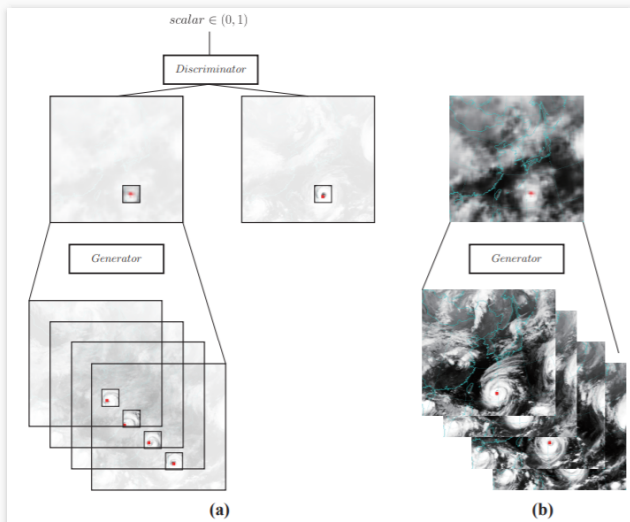 scalar ∈ (0, 1)
Discriminator
Generator
Generator
(a)
(b)